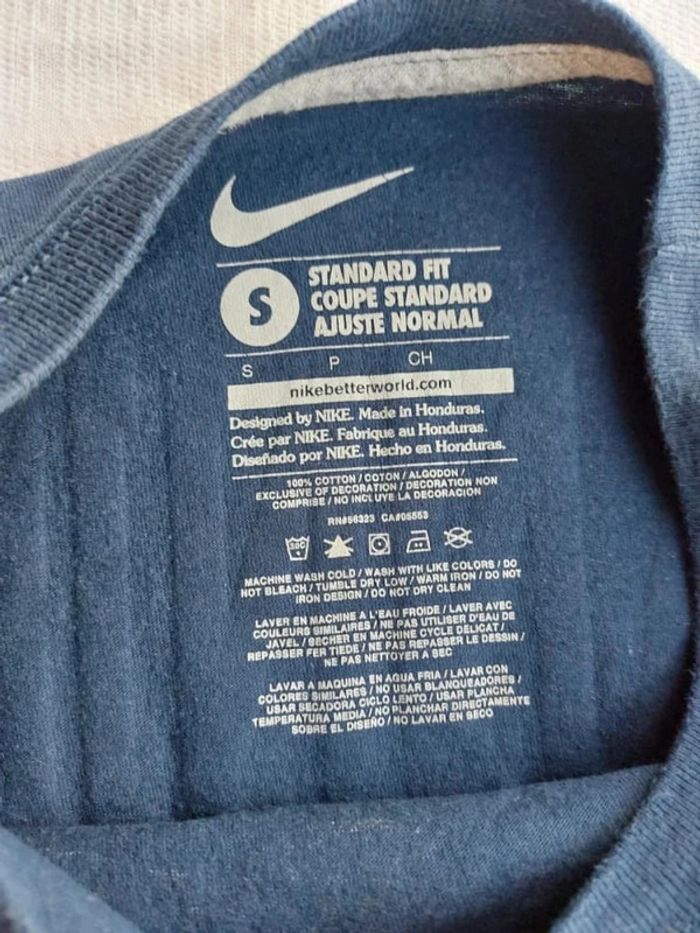 S
STANDARD FIT
COUPE STANDARD
AJUSTE NORMAL
S P CH
nikebetterworld.com
Designed by NIKE. Made in Honduras.
Crée par NIKE. Fabrique au Honduras.
Diseñado por NIKE. Hecho en Honduras.
100% COTTON / COTON / ALGODON /
EXCLUSIVE OF DECORATION / DECORATION NON
COMPRISE / NO INCLUYE LA DECORACION
RN#56323 CA#05553
30C
MACHINE WASH COLD / WASH WITH LIKE COLORS / DO
NOT BLEACH / TUMBLE DRY LOW / WARM IRON / DO NOT
IRON DESIGN / DO NOT DRY CLEAN
LAVER EN MACHINE A L'EAU FROIDE / LAVER AVEC
COULEURS SIMILAIRES / NE PAS UTILISER D'EAU DE
JAVEL / SECHER EN MACHINE CYCLE DELICAT /
REPASSER FER TIEDE / NE PAS REPASSER LE DESSIN /
NE PAS NETTOYER A SEC
LAVAR A MAQUINA EN AGUA FRIA / LAVAR CON
COLORES SIMILARES / NO USAR BLANQUEADORES /
USAR SECADORA CICLO LENTO / USAR PLANCHA
TEMPERATURA MEDIA / NO PLANCHAR DIRECTAMENTE
SOBRE EL DISEÑO / NO LAVAR EN SECO